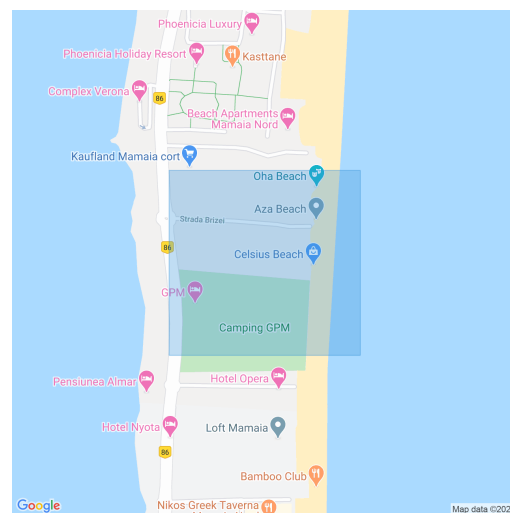 Phoenicia Luxury
Phoenicia Holiday Resort
Kasttane
Complex Verona
86
Beach Apartments
Mamaia Nord
Kaufland Mamaia cort
Oha Beach
Aza Beach
Strada Brizei
86
Celsius Beach
GPM
Camping GPM
Hotel Opera
Pensiunea Almar
Hotel Nyota
Loft Mamaia
86
Bamboo Club
Nikos Greek Taverna
Google
Map data ©202